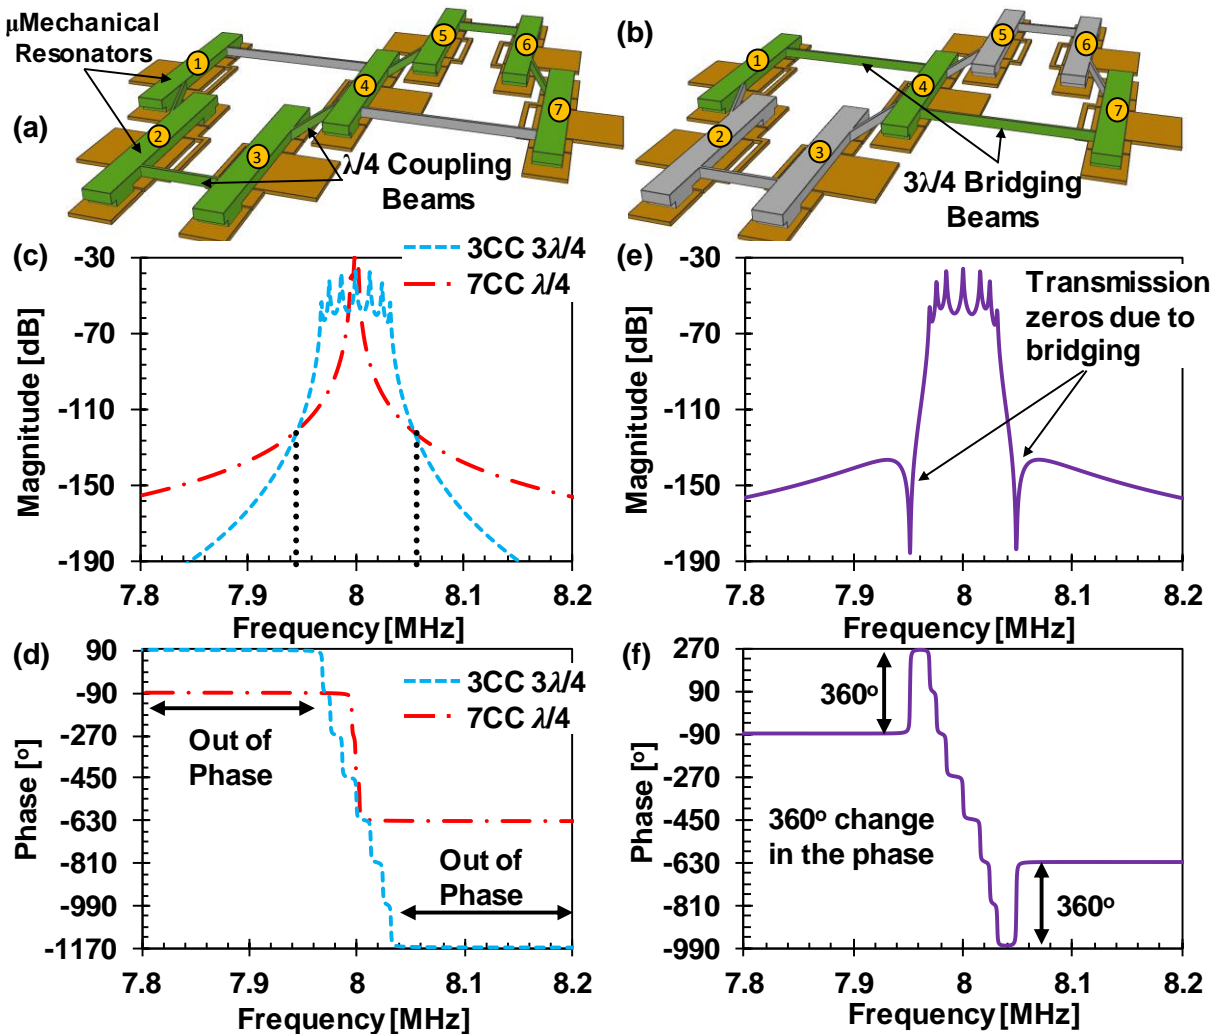 μMechanical
Resonators
(a)
1
2
3
4
5
6
7
λ/4 Coupling
Beams
(b)
1
2
3
4
5
6
7
3λ/4 Bridging
Beams
(c)
3CC 3λ/4
7CC λ/4
-30
-70
-110
-150
-190
Magnitude [dB]
7.8
7.9
8
8.1
8.2
Frequency [MHz]
(e)
Transmission
zeros due to
bridging
-30
-70
-110
-150
-190
Magnitude [dB]
7.8
7.9
8
8.1
8.2
Frequency [MHz]
(d)
3CC 3λ/4
7CC λ/4
Out of
Phase
Out of
Phase
90
-90
-270
-450
-630
-810
-990
-1170
Phase [º]
7.8
7.9
8
8.1
8.2
Frequency [MHz]
(f)
360º
360º change
in the phase
360º
270
90
-90
-270
-450
-630
-810
-990
Phase [º]
7.8
7.9
8
8.1
8.2
Frequency [MHz]